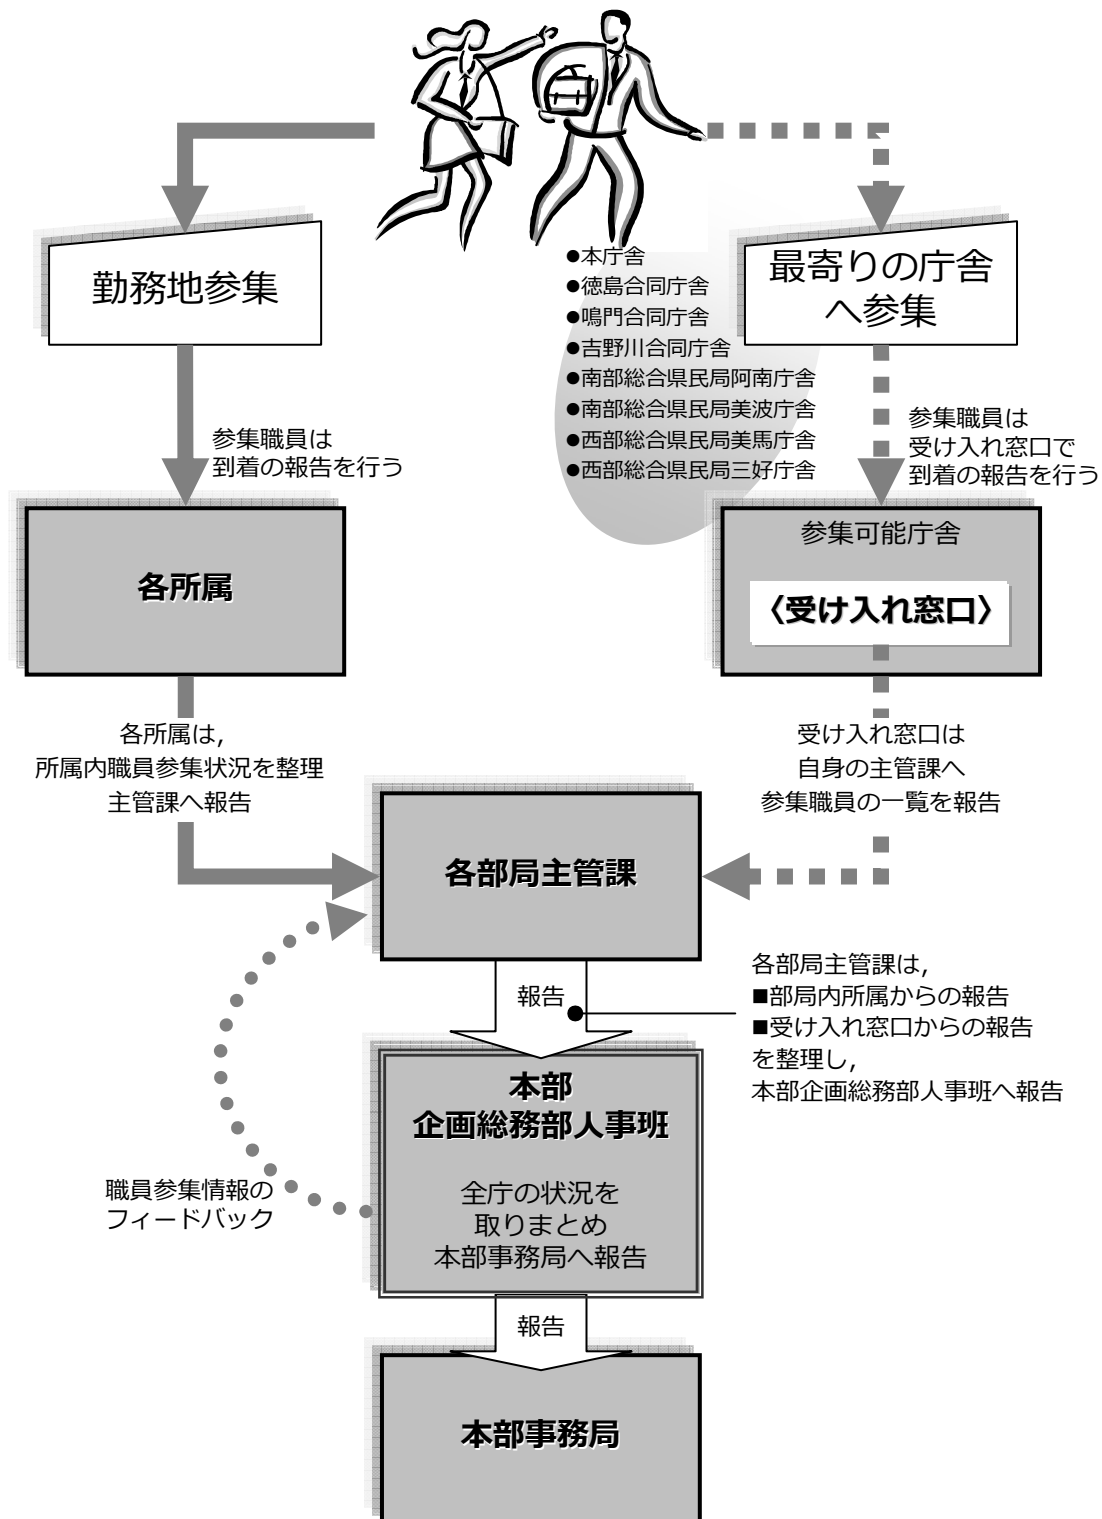 勤務地参集
●本庁舎
●徳島合同庁舎
●鳴門合同庁舎
●吉野川合同庁舎
●南部総合県民局阿南庁舎
●南部総合県民局美波庁舎
●西部総合県民局美馬庁舎
●西部総合県民局三好庁舎
最寄りの庁舎
へ参集
参集職員は
到着の報告を行う
参集職員は
受け入れ窓口で
到着の報告を行う
各所属
参集可能庁舎
〈受け入れ窓口〉
各所属は,
所属内職員参集状況を整理
主管課へ報告
受け入れ窓口は
自身の主管課へ
参集職員の一覧を報告
各部局主管課
報告
各部局主管課は,
■部局内所属からの報告
■受け入れ窓口からの報告
を整理し,
本部企画総務部人事班へ報告
本部
企画総務部人事班
全庁の状況を
取りまとめ
本部事務局へ報告
職員参集情報の
フィードバック
報告
本部事務局